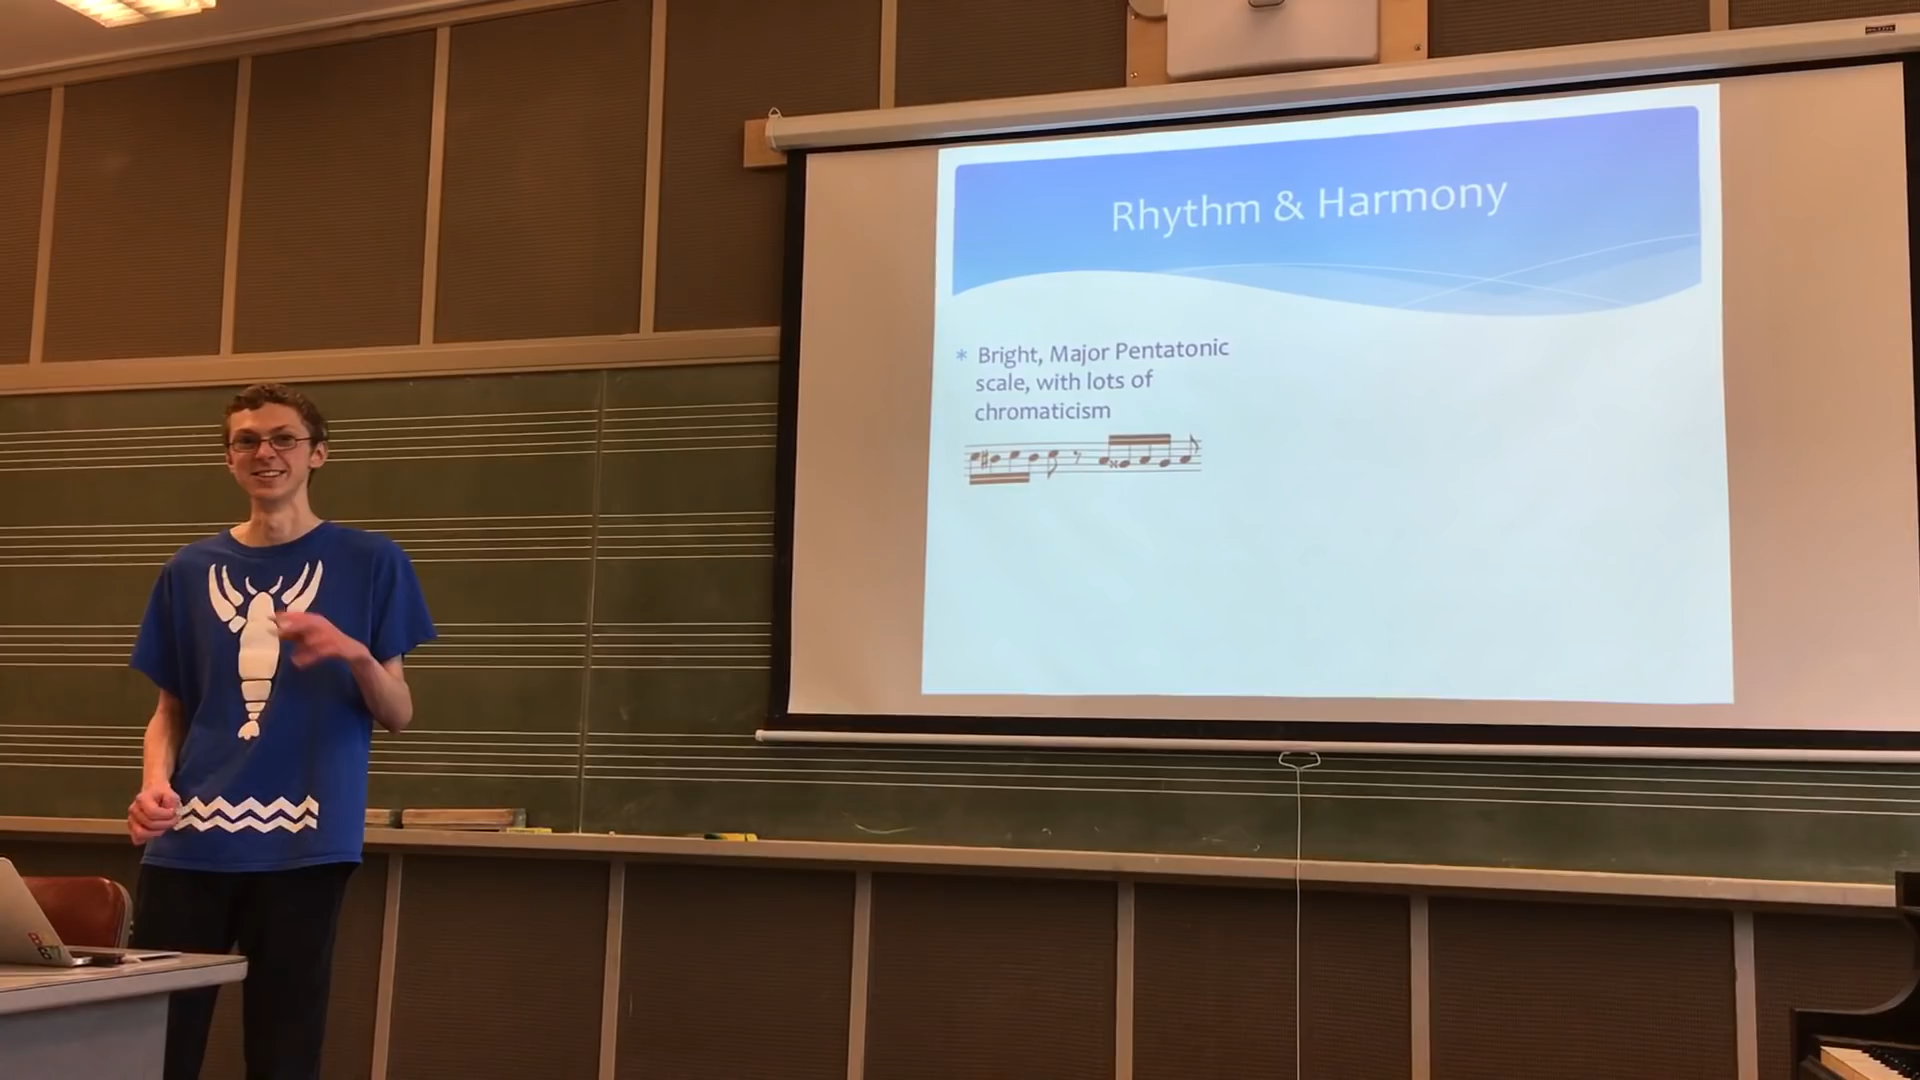 Rhythm & Harmony
* Bright, Major Pentatonic
scale, with lots of
chromaticism